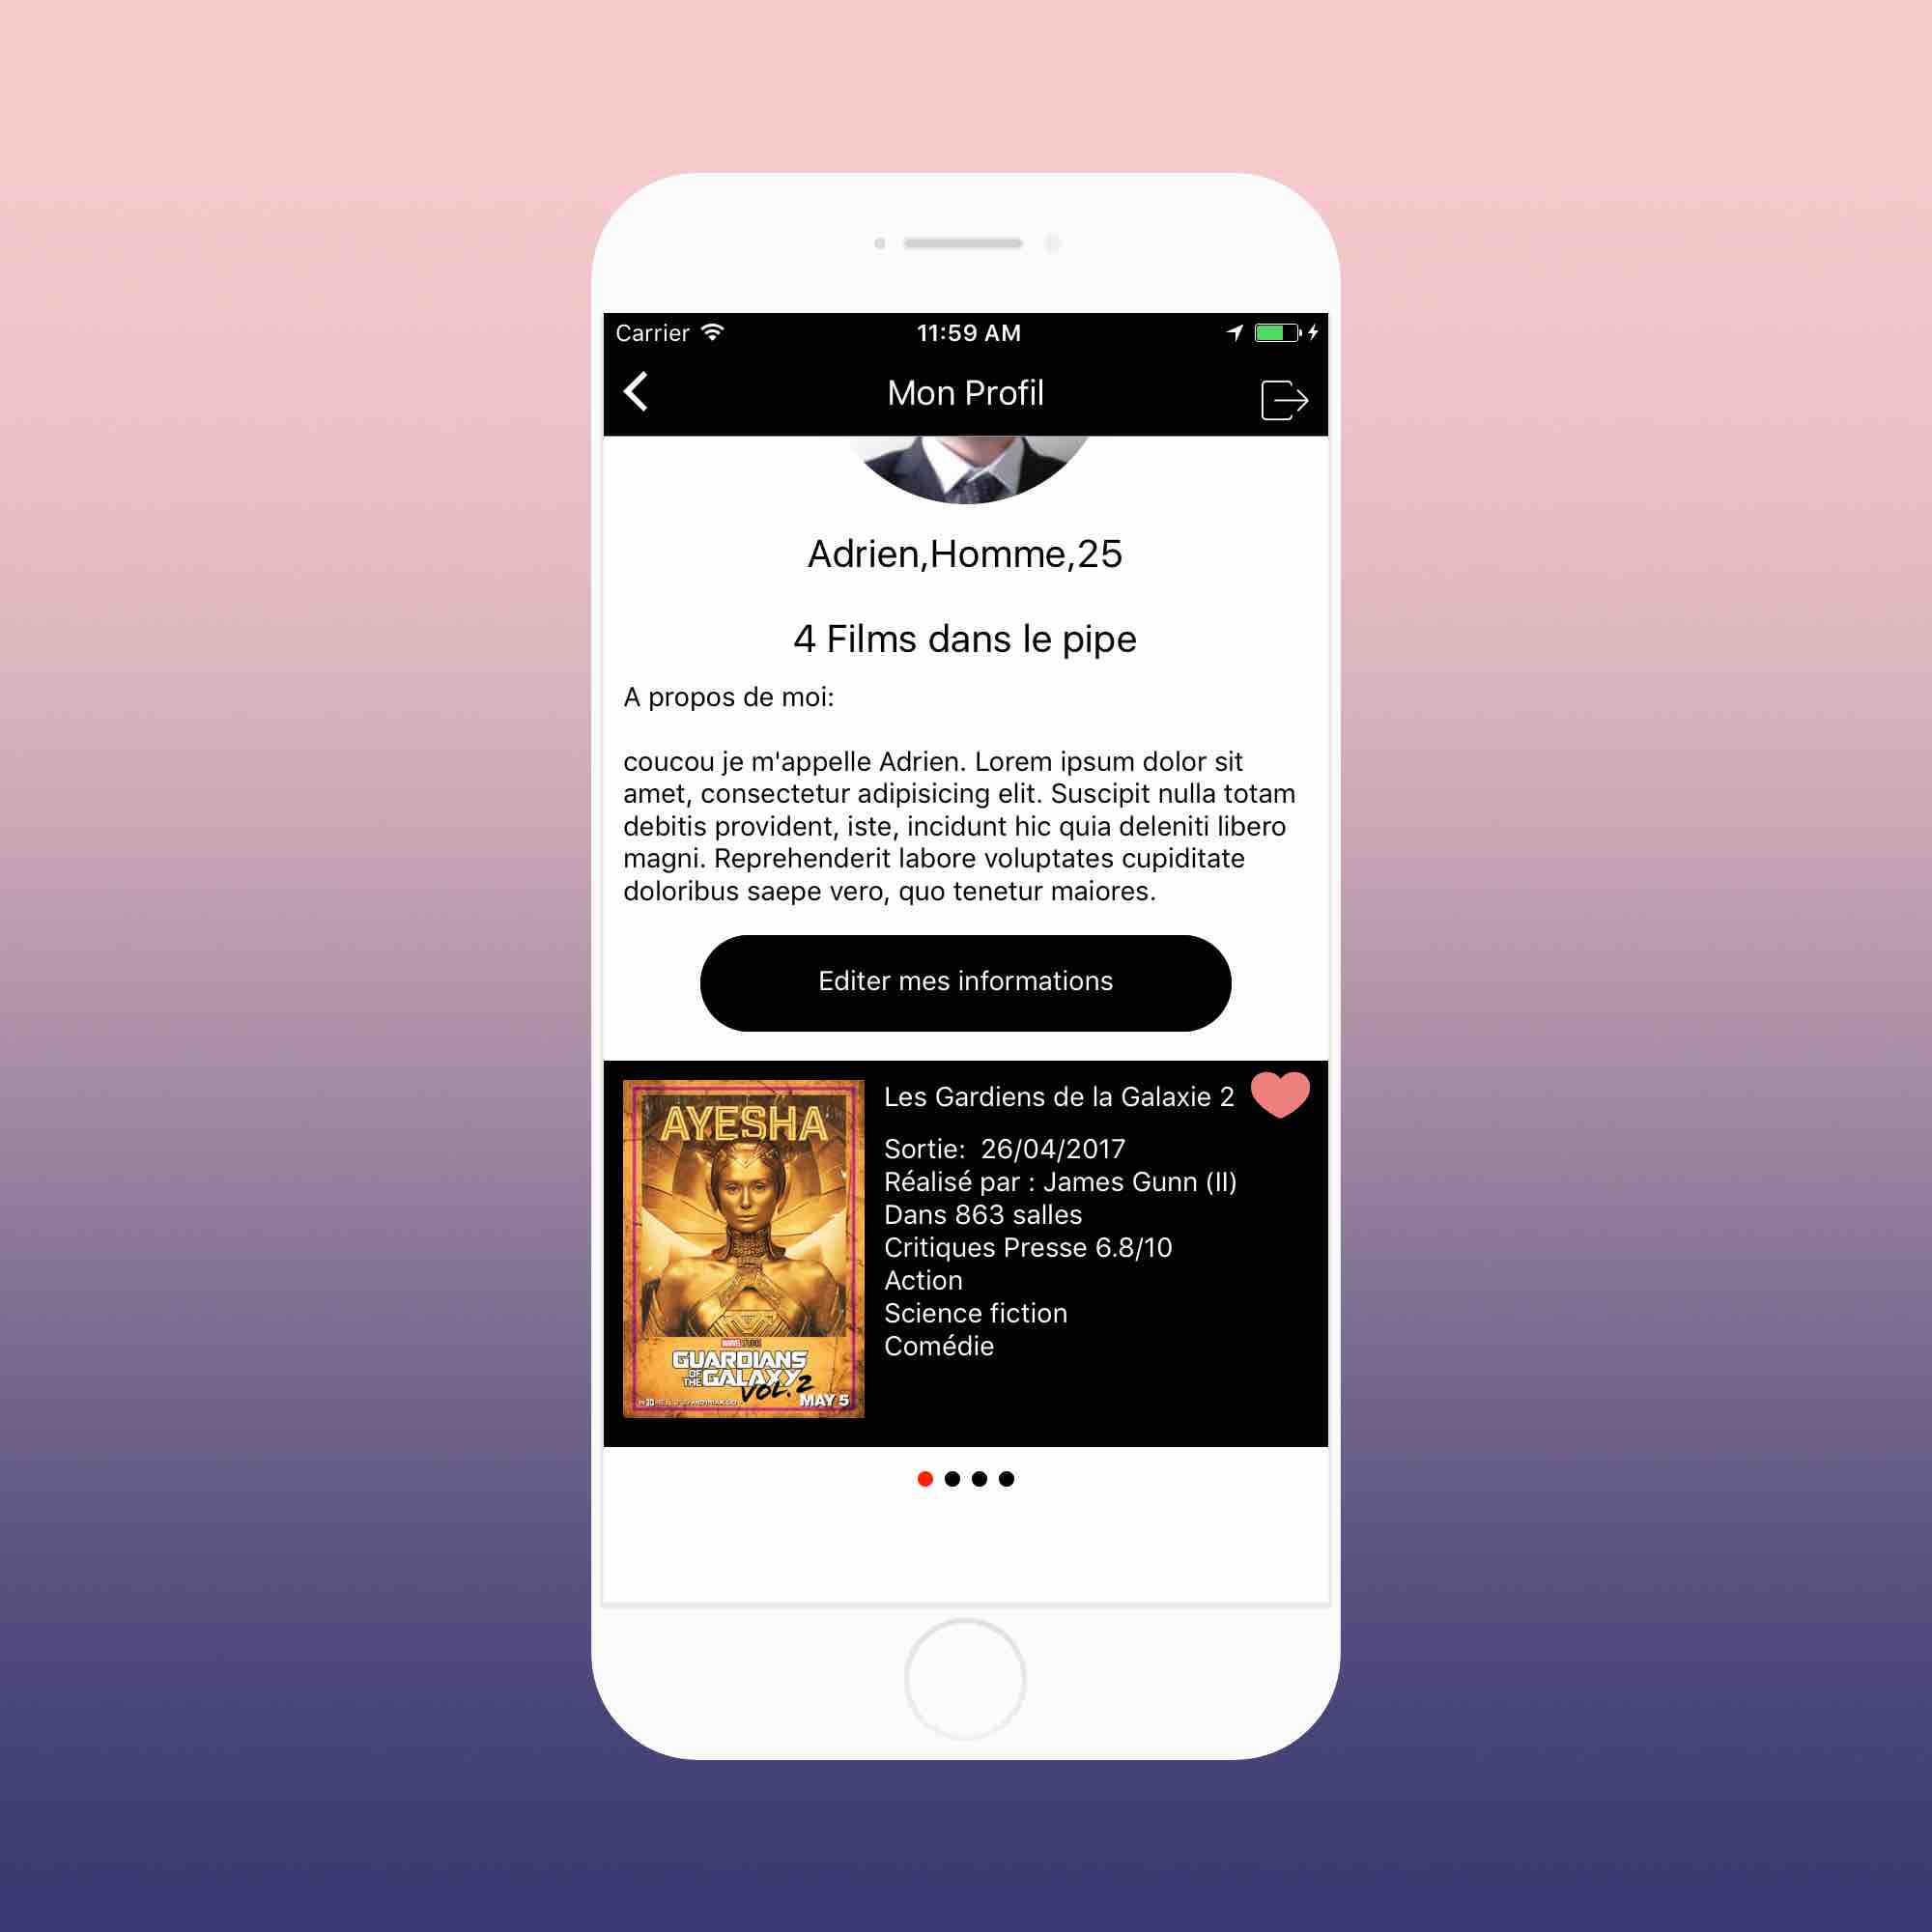 Carrier 11:59 AM
Mon Profil
Adrien,Homme,25
4 Films dans le pipe
A propos de moi:
coucou je m'appelle Adrien. Lorem ipsum dolor sit
amet, consectetur adipisicing elit. Suscipit nulla totam
debitis provident, iste, incidunt hic quia deleniti libero
magni. Reprehenderit labore voluptates cupiditate
doloribus saepe vero, quo tenetur maiores.
Editer mes informations
AYESHA
MARVEL STUDIOS
GUARDIANS
OF THE GALAXY
VOL. 2
MAY 5
Les Gardiens de la Galaxie 2
Sortie:  26/04/2017
Réalisé par : James Gunn (II)
Dans 863 salles
Critiques Presse 6.8/10
Action
Science fiction
Comédie